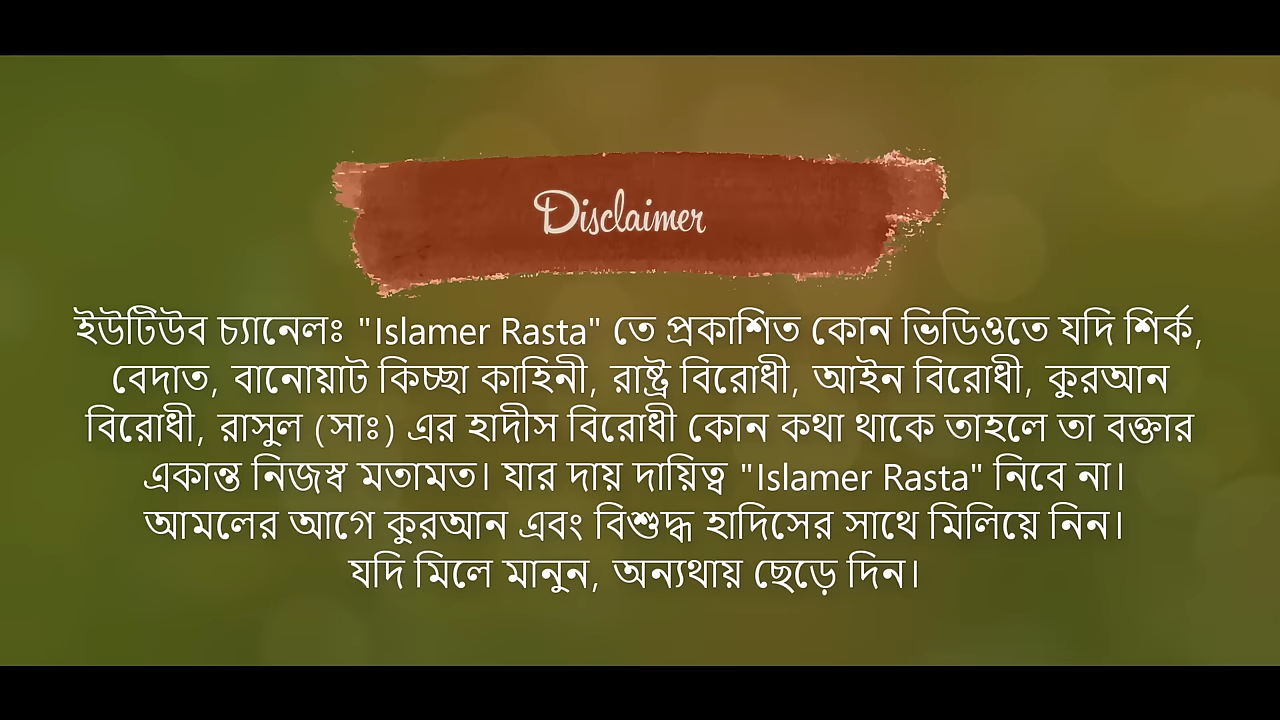 Disclaimer
ইউটিউব চ্যানেলঃ "Islamer Rasta" তে প্রকাশিত কোন ভিডিওতে যদি শির্ক,
বেদাত, বানোয়াট কিচ্ছা কাহিনী, রাষ্ট্র বিরোধী, আইন বিরোধী, কুরআন
বিরোধী, রাসুল (সাঃ) এর হাদীস বিরোধী কোন কথা থাকে তাহলে তা বক্তার
একান্ত নিজস্ব মতামত। যার দায় দায়িত্ব "Islamer Rasta" নিবে না।
আমলের আগে কুরআন এবং বিশুদ্ধ হাদিসের সাথে মিলিয়ে নিন।
যদি মিলে মানুন, অন্যথায় ছেড়ে দিন।